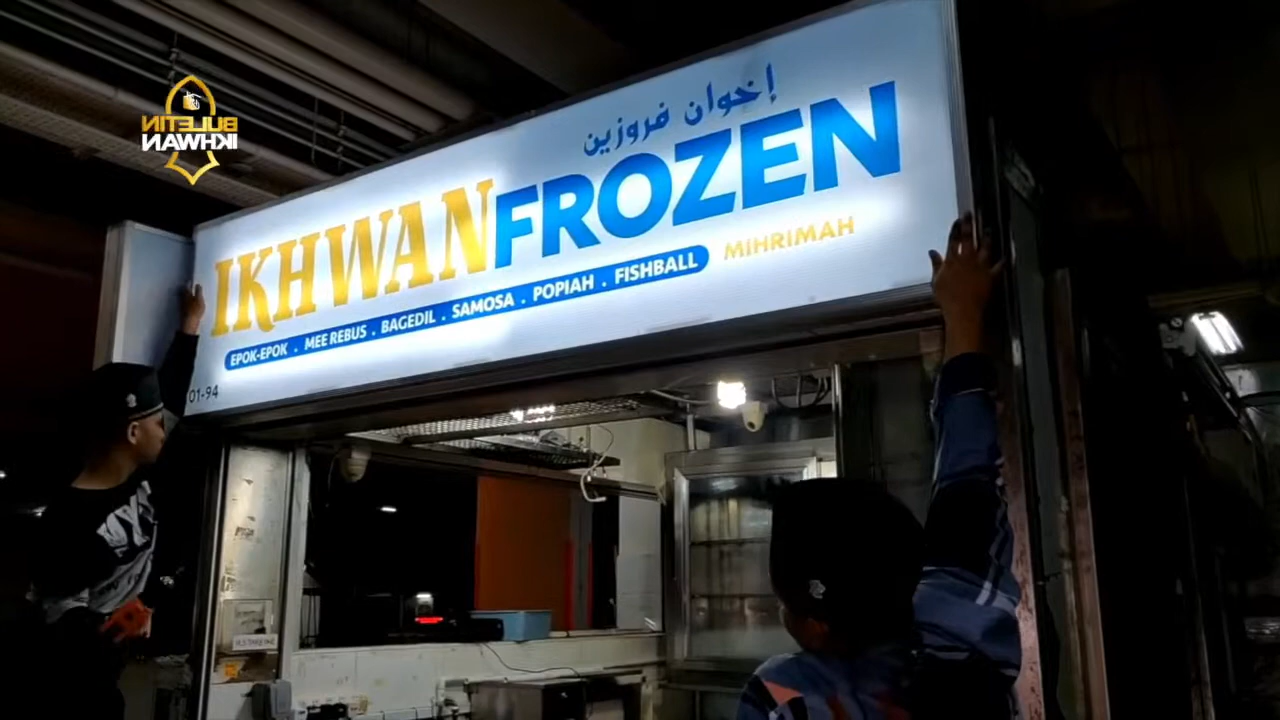 BULETIN
IKHWAN
إخوان فروزين
IKHWAN FROZEN
MIHRIMAH
EPOK-EPOK . MEE REBUS . BAGEDIL . SAMOSA . POPIAH . FISHBALL
01-94